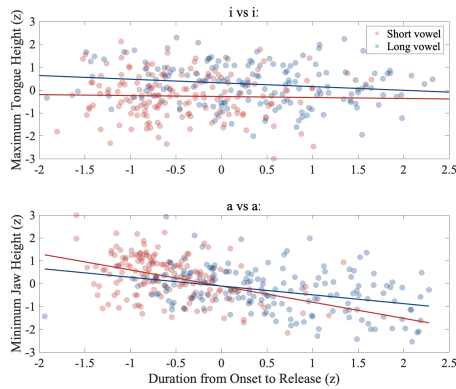 i vs i:
Maximum Tongue Height (z)
3
2
1
0
-1
-2
-3
Short vowel
Long vowel
-2 -1.5 -1 -0.5 0 0.5 1 1.5 2 2.5
a vs a:
Minimum Jaw Height (z)
3
2
1
0
-1
-2
-3
-2 -1.5 -1 -0.5 0 0.5 1 1.5 2 2.5
Duration from Onset to Release (z)